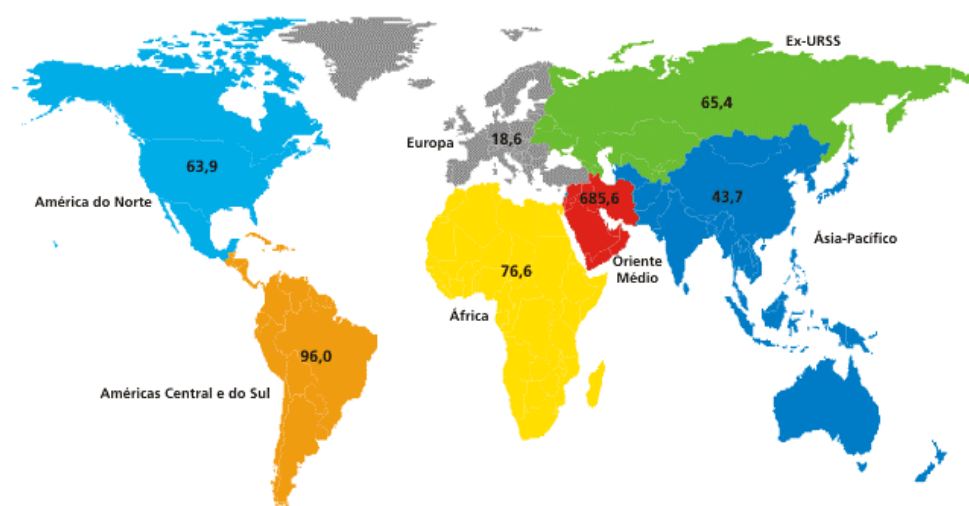 Ex-URSS
65,4
Europa
18,6
63,9
América do Norte
685,6
43,7
Ásia-Pacífico
Oriente
Médio
76,6
África
96,0
Américas Central e do Sul